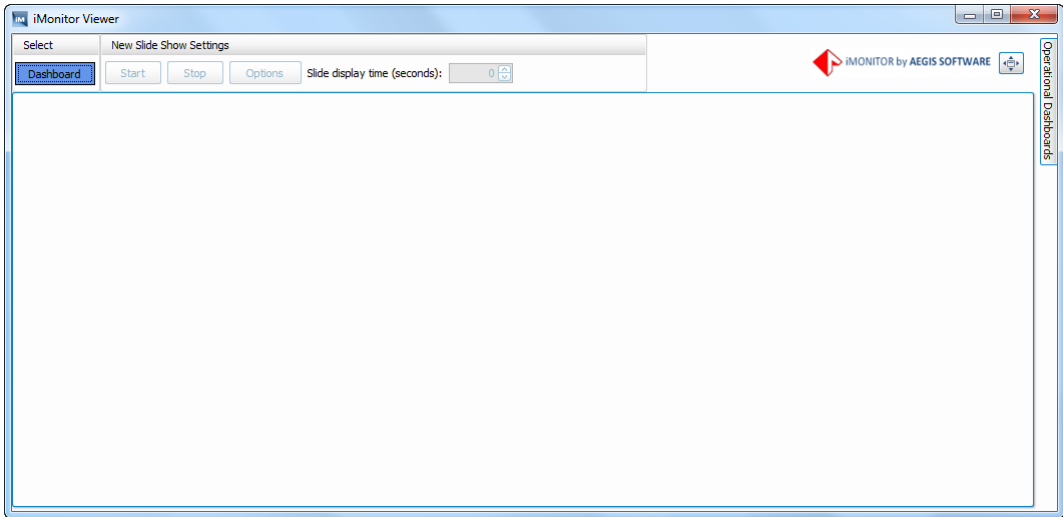 iM iMonitor Viewer
Select New Slide Show Settings
Dashboard Start Stop Options Slide display time (seconds): 0
iMONITOR by AEGIS SOFTWARE
Operational Dashboards